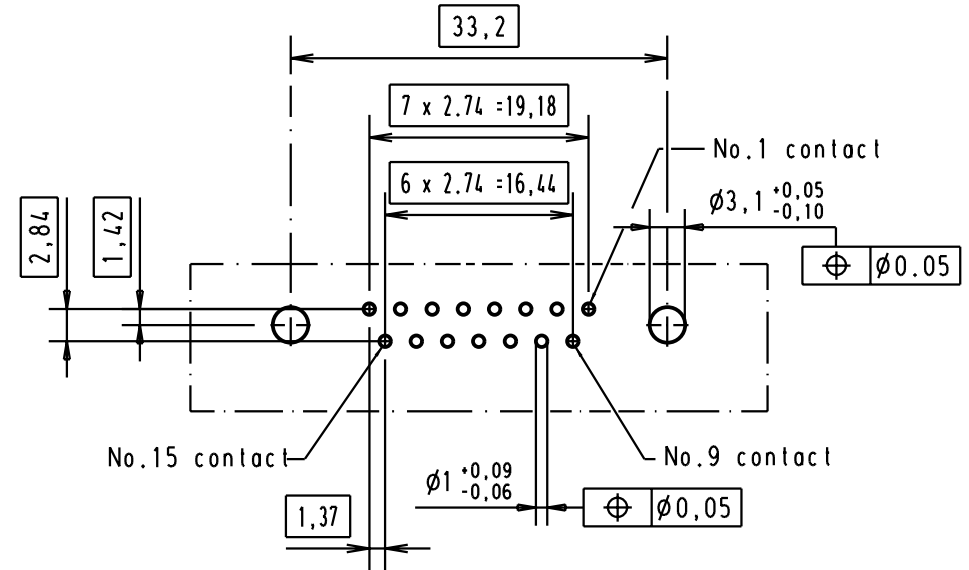 33,2
7 x 2.74 =19,18
No.1 contact
6 x 2.74 =16,44
Ø3,1 +0,05 -0,10
2,84
1,42
⌖ Ø0.05
No.15 contact
No.9 contact
Ø1 +0,09 -0,06
⌖ Ø0,05
1,37